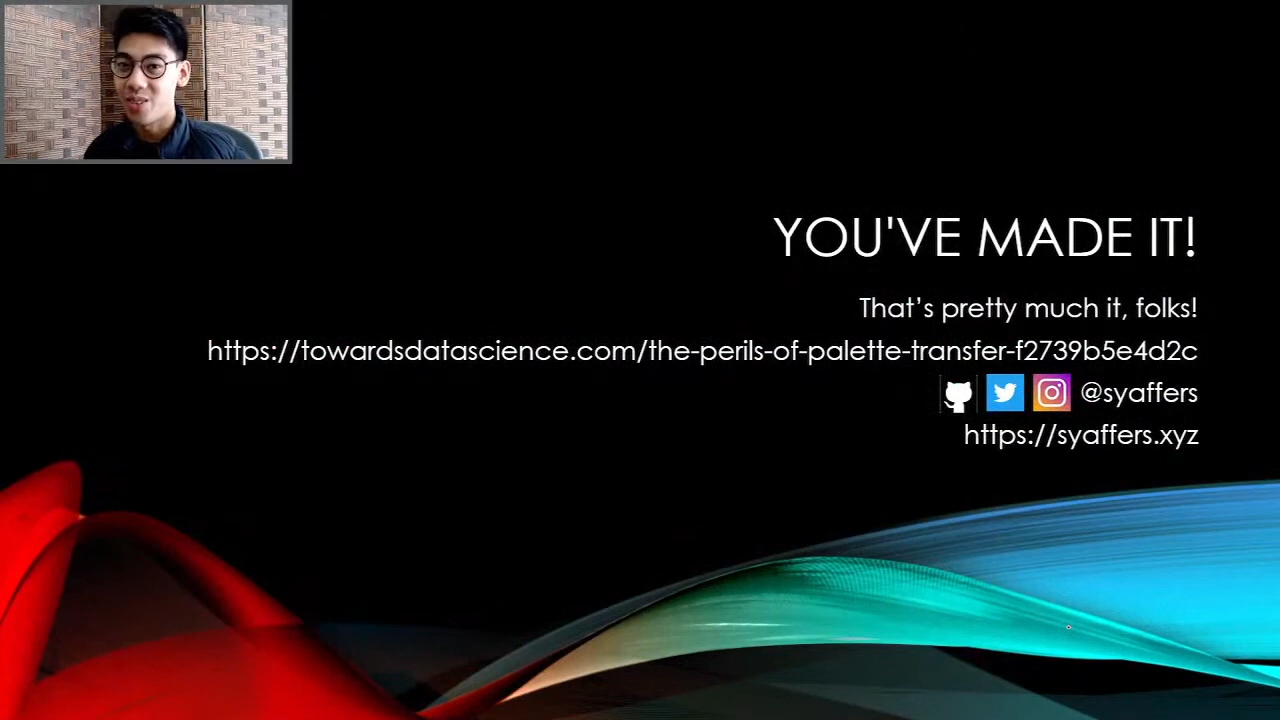 YOU'VE MADE IT!
That’s pretty much it, folks!
https://towardsdatascience.com/the-perils-of-palette-transfer-f2739b5e4d2c
@syaffers
https://syaffers.xyz